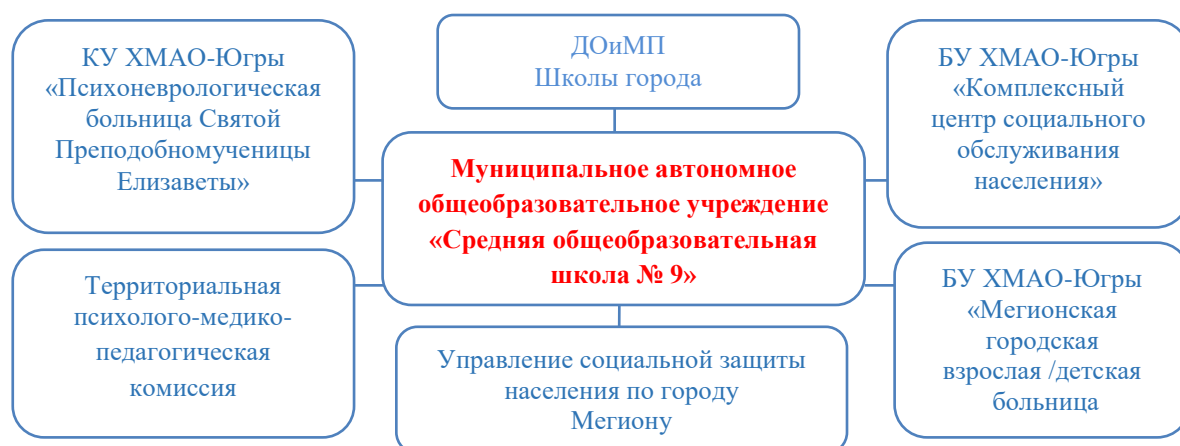 КУ ХМАО-Югры
«Психоневрологическая
больница Святой
Преподобномученицы
Елизаветы»
ДОиМП
Школы города
БУ ХМАО-Югры
«Комплексный
центр социального
обслуживания
населения»
Муниципальное автономное
общеобразовательное учреждение
«Средняя общеобразовательная
школа № 9»
Территориальная
психолого-медико-
педагогическая
комиссия
Управление социальной защиты
населения по городу
Мегиону
БУ ХМАО-Югры
«Мегионская
городская
взрослая /детская
больница